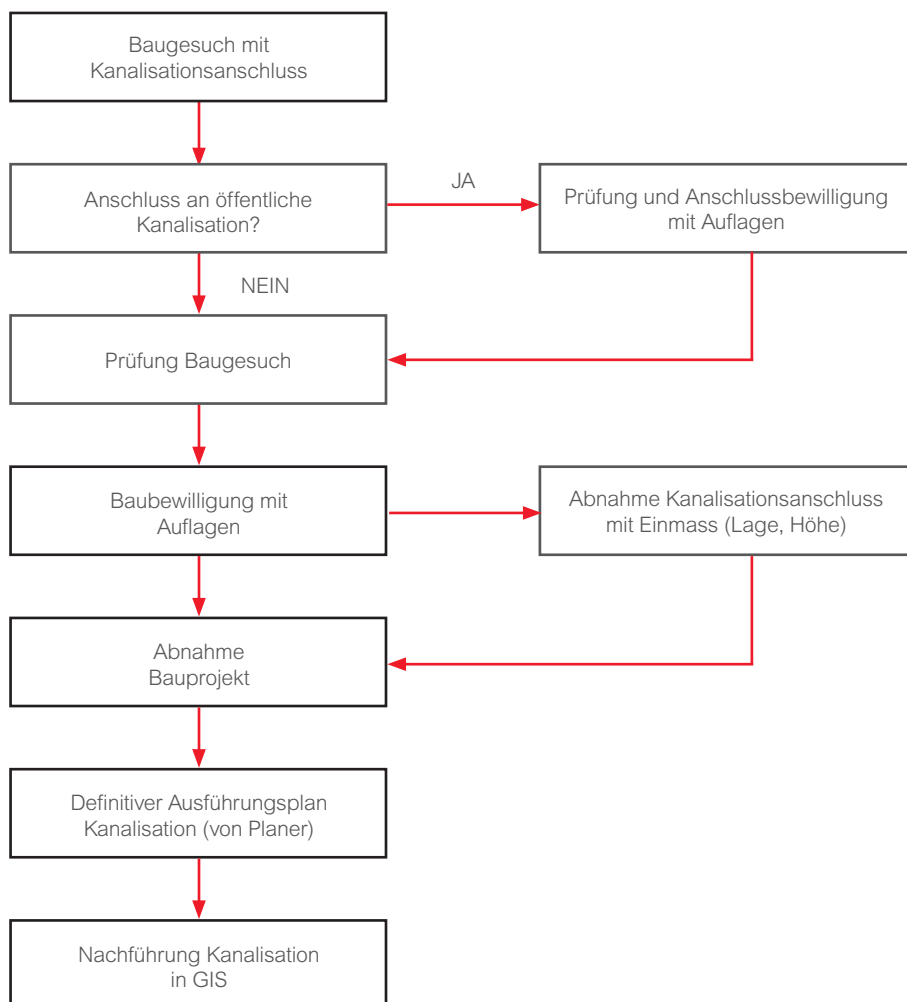 Baugesuch mit
Kanalisationsanschluss
Anschluss an öffentliche
Kanalisation?
JA
Prüfung und Anschlussbewilligung
mit Auflagen
NEIN
Prüfung Baugesuch
Baubewilligung mit
Auflagen
Abnahme Kanalisationsanschluss
mit Einmass (Lage, Höhe)
Abnahme
Bauprojekt
Definitiver Ausführungsplan
Kanalisation (von Planer)
Nachführung Kanalisation
in GIS